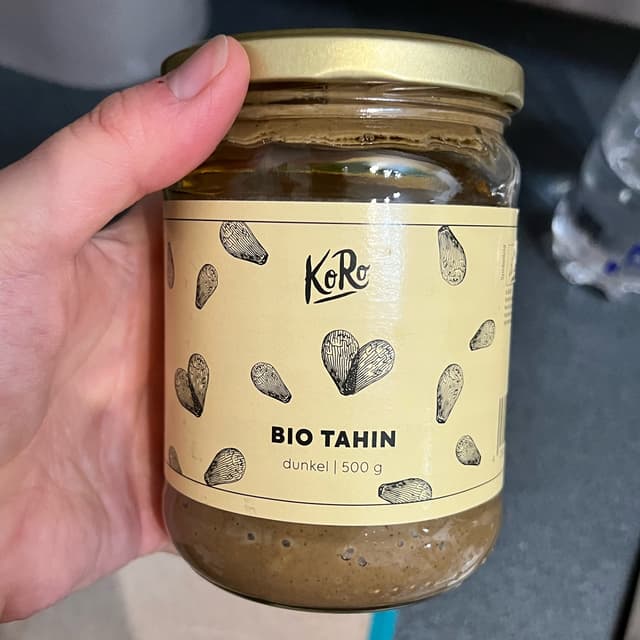 KoRo
BIO TAHIN
dunkel | 500 g